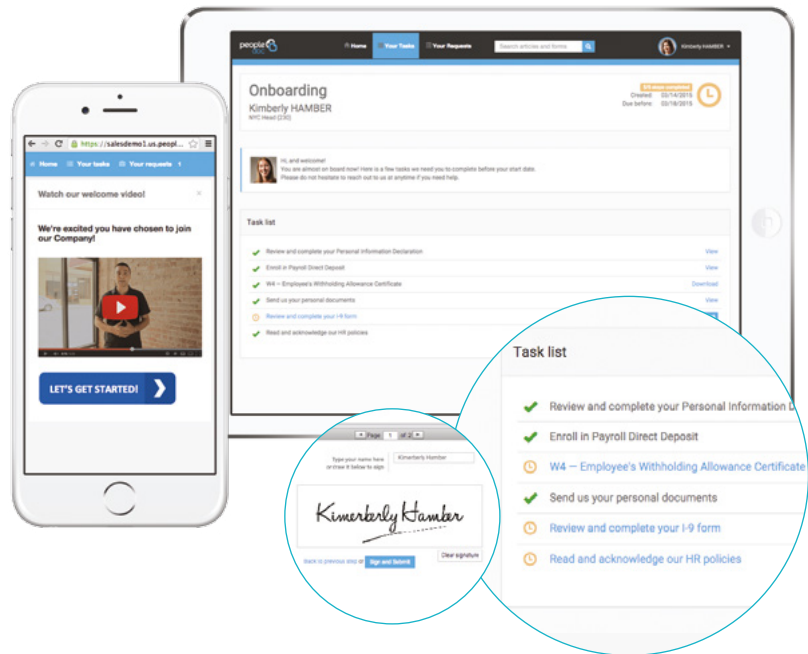 people
doc
Home
Your Tasks
Your Requests
Search articles and forms
Kimberly HAMBER
Onboarding
Kimberly HAMBER
NYC Head (230)
steps completed
Created 03/14/2015
Due before 03/18/2015
Hi, and welcome!
You are almost on board now! Here is a few tasks we need you to complete before your start date.
Please do not hesitate to reach out to us at anytime if you need help.
Task list
Review and complete your Personal Information Declaration View
Enroll in Payroll Direct Deposit View
W4 — Employee's Withholding Allowance Certificate Download
Send us your personal documents View
Review and complete your I-9 form
Read and acknowledge our HR policies
https://salesdemo1.us.peopl...
Home Your tasks Your requests 1
Watch our welcome video! ×
We're excited you have chosen to join
our Company!
LET'S GET STARTED!
Page 1 of 2
Type your name here
or draw it below to sign
Kimerberly Hamber
Kimerberly Hamber
Clear signature
Back to previous step or Sign and Submit
Task list
Review and complete your Personal Information D
Enroll in Payroll Direct Deposit
W4 — Employee's Withholding Allowance Certificate
Send us your personal documents
Review and complete your I-9 form
Read and acknowledge our HR policies